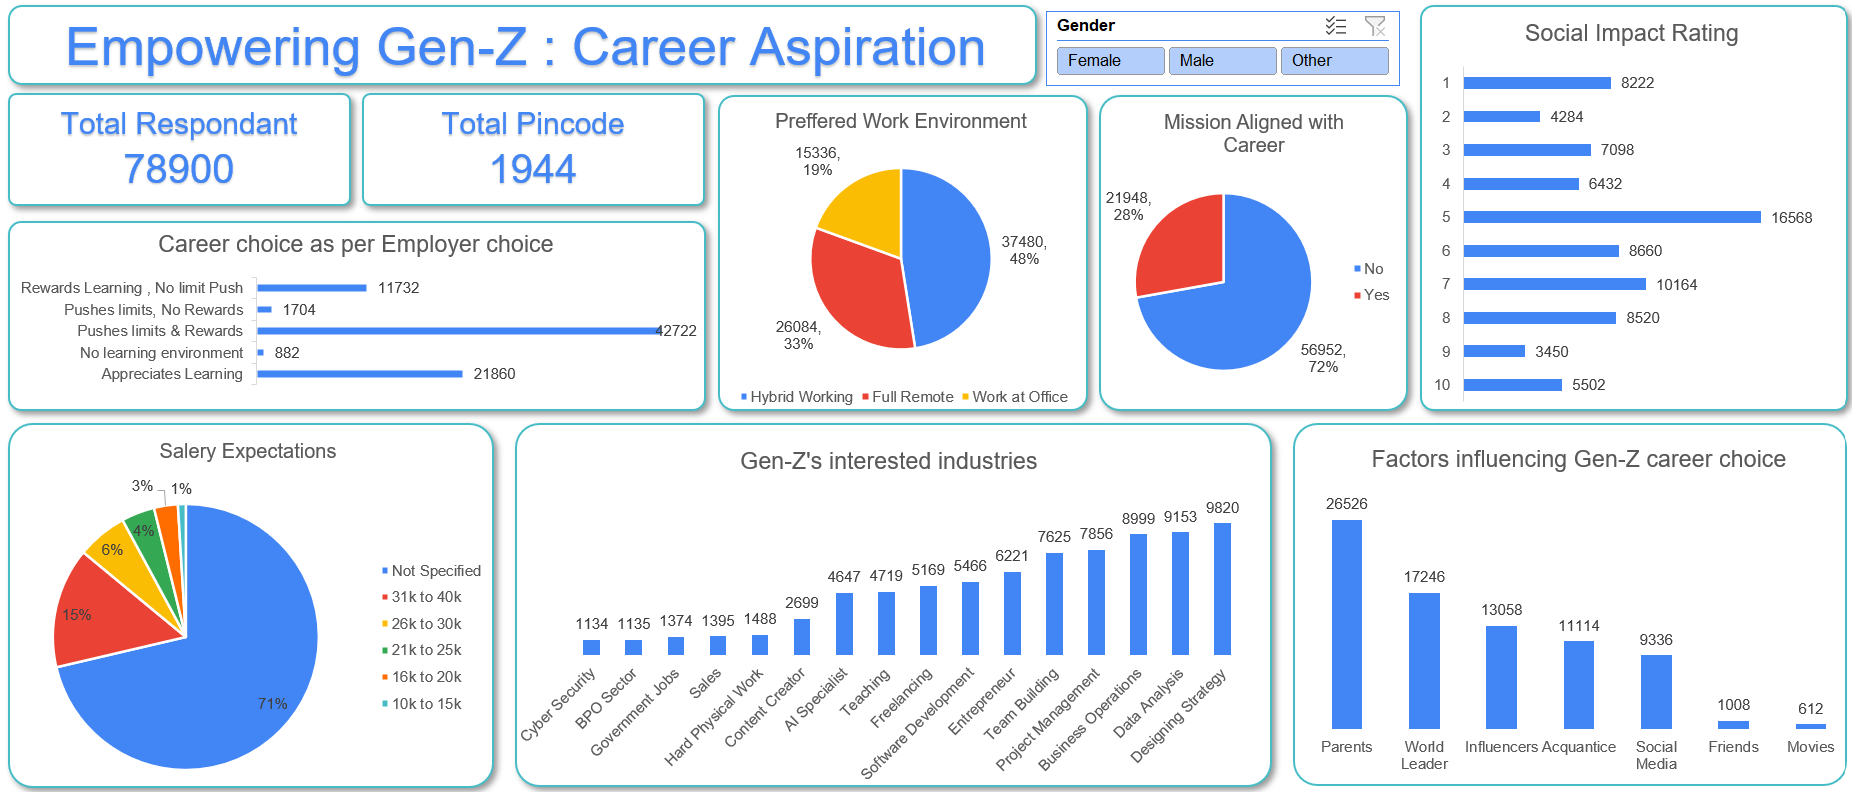 Empowering Gen-Z : Career Aspiration
Gender
Female
Male
Other
Total Respondant
78900
Total Pincode
1944
Career choice as per Employer choice
Rewards Learning , No limit Push 11732
Pushes limits, No Rewards 1704
Pushes limits & Rewards 42722
No learning environment 882
Appreciates Learning 21860
Preffered Work Environment
15336,
19%
37480,
48%
26084,
33%
Hybrid Working
Full Remote
Work at Office
Mission Aligned with
Career
21948,
28%
No
Yes
56952,
72%
Social Impact Rating
1 8222
2 4284
3 7098
4 6432
5 16568
6 8660
7 10164
8 8520
9 3450
10 5502
Salery Expectations
3%
1%
4%
6%
15%
71%
Not Specified
31k to 40k
26k to 30k
21k to 25k
16k to 20k
10k to 15k
Gen-Z's interested industries
1134
1135
1374
1395
1488
2699
4647
4719
5169
5466
6221
7625
7856
8999
9153
9820
Cyber Security
BPO Sector
Government Jobs
Sales
Hard Physical Work
Content Creator
AI Specialist
Teaching
Freelancing
Software Development
Entrepreneur
Team Building
Project Management
Business Operations
Data Analysis
Designing Strategy
Factors influencing Gen-Z career choice
26526
17246
13058
11114
9336
1008
612
Parents
World
Leader
Influencers
Acquantice
Social
Media
Friends
Movies